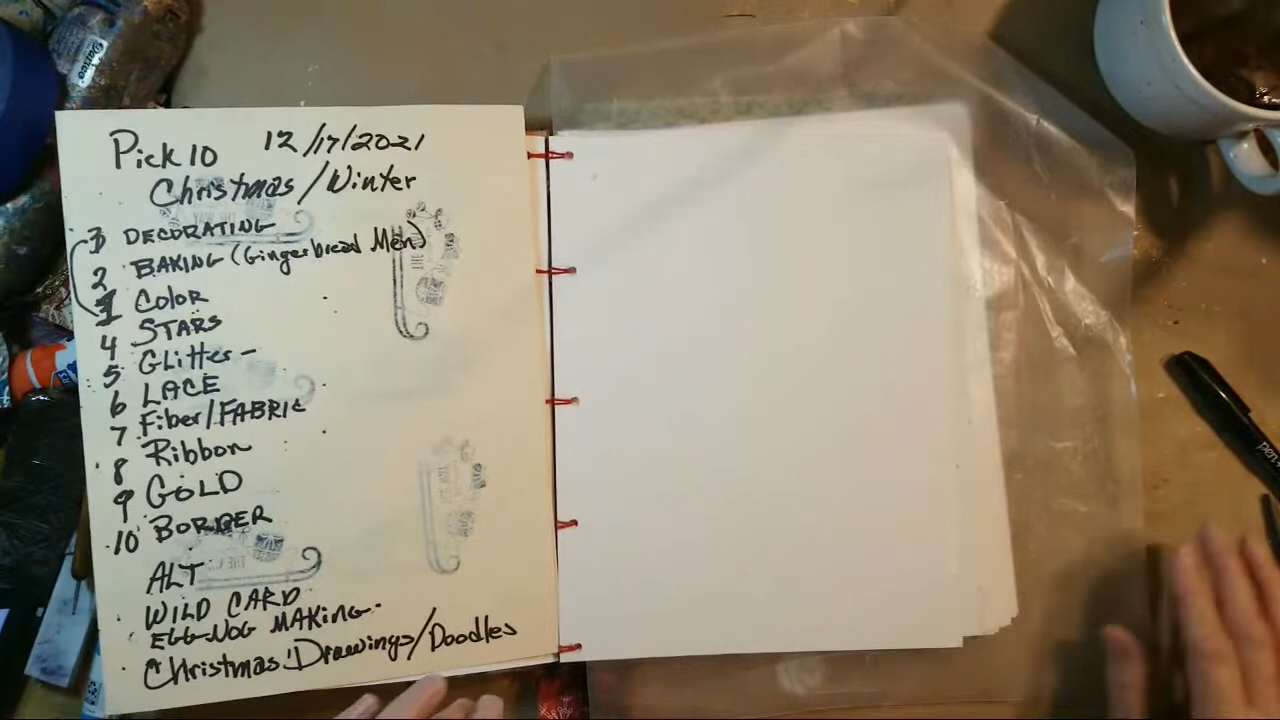 Pick 10 12/17/2021
Christmas/Winter
3 DECORATING
2 BAKING (Gingerbread Men)
1 Color
4 STARS
5 Glitter -
6 LACE
7 Fiber/FABRIC
8 Ribbon
9 GOLD
10 BORDER
ALT
WILD CARD
EGG-NOG MAKING
Christmas Drawings/Doodles